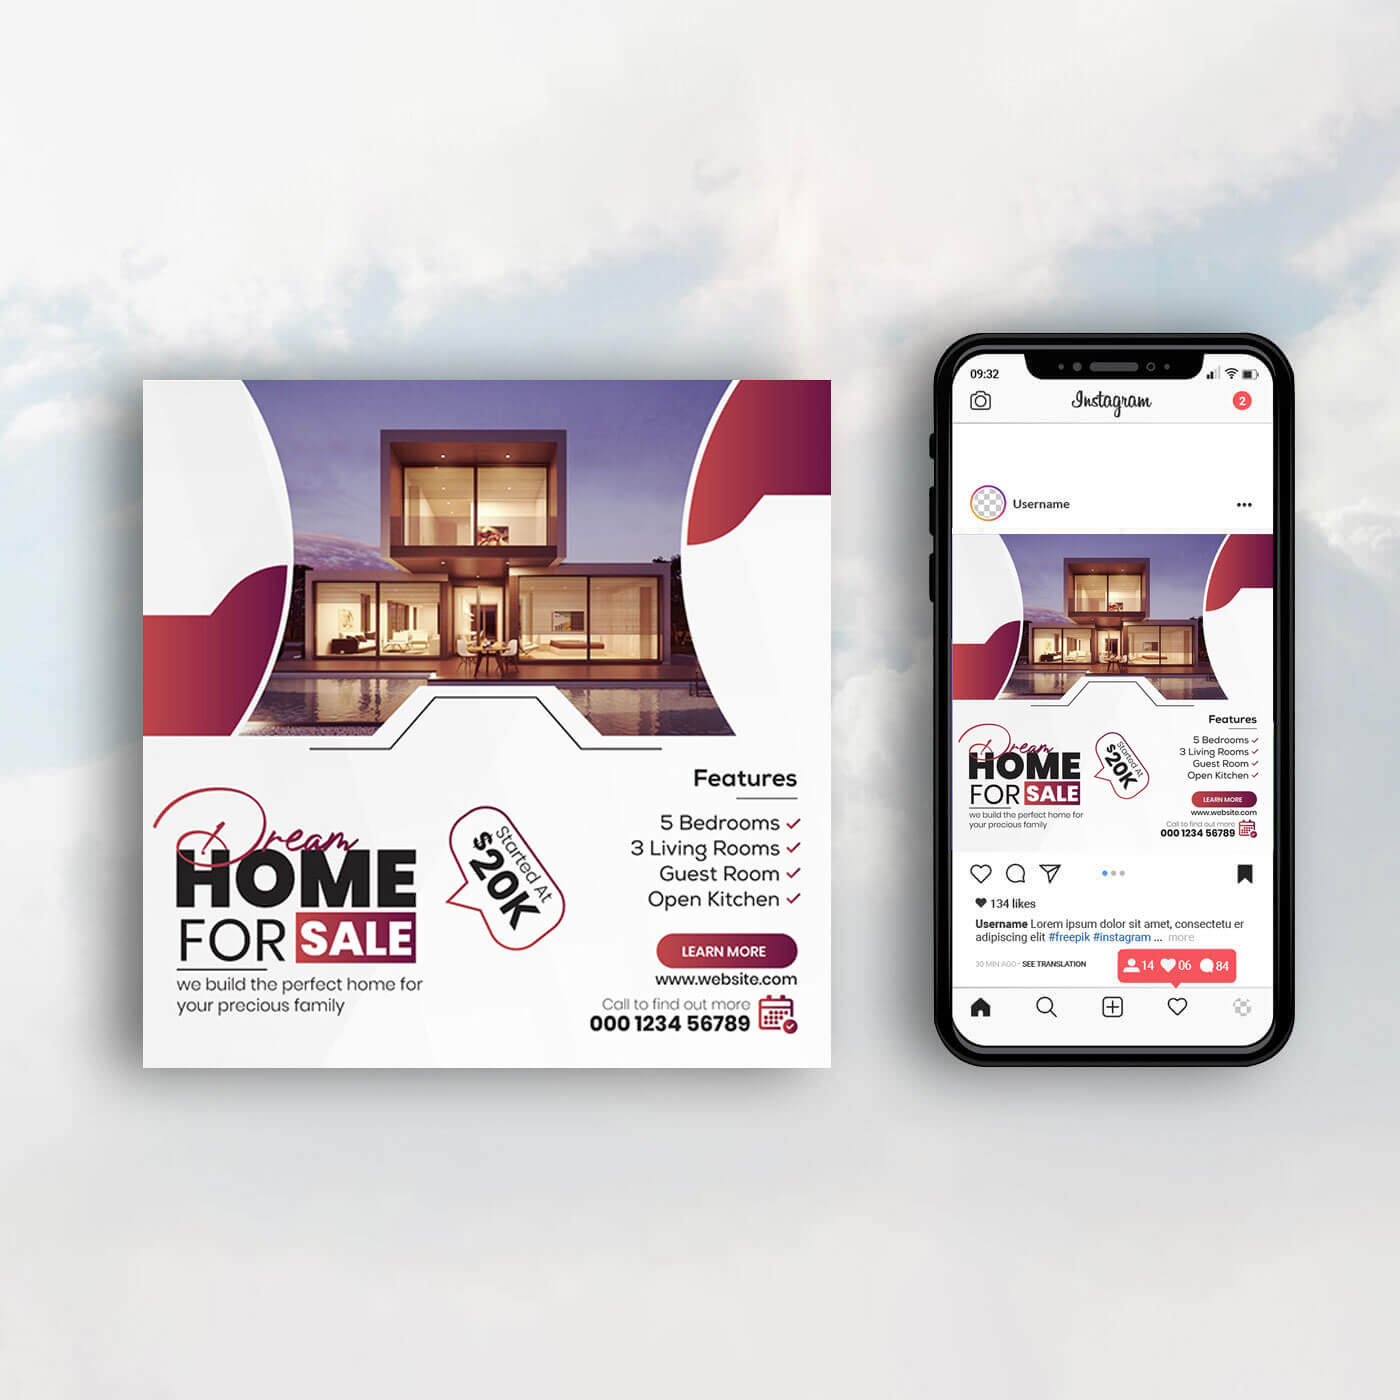 Dream
HOME
FOR SALE
we build the perfect home for
your precious family
Started At
$20K
Features
5 Bedrooms
3 Living Rooms
Guest Room
Open Kitchen
LEARN MORE
www.website.com
Call to find out more
000 1234 56789
09:32
Instagram
2
Username
Dream
HOME
FOR SALE
we build the perfect home for
your precious family
Started At
$20K
Features
5 Bedrooms
3 Living Rooms
Guest Room
Open Kitchen
LEARN MORE
www.website.com
Call to find out more
000 1234 56789
134 likes
Username Lorem ipsum dolor sit amet, consectetu er
adipiscing elit #freepik #instagram ... more
30 MIN AGO • SEE TRANSLATION
14 06 84